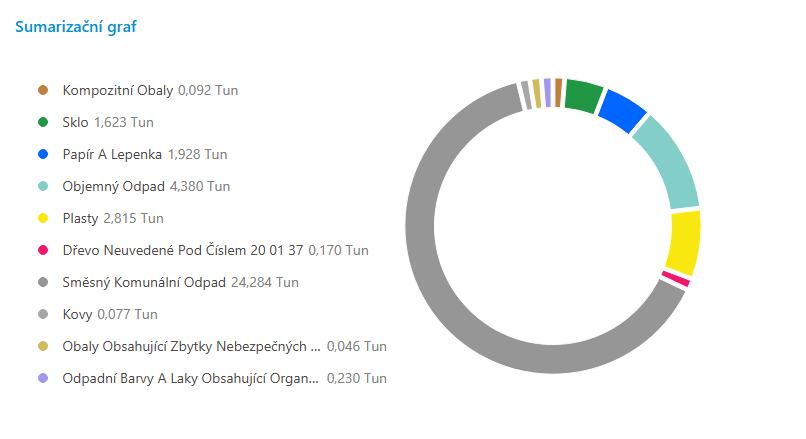 Sumarizační graf
Kompozitní Obaly 0,092 Tun
Sklo 1,623 Tun
Papír A Lepenka 1,928 Tun
Objemný Odpad 4,380 Tun
Plasty 2,815 Tun
Dřevo Neuvedené Pod Číslem 20 01 37 0,170 Tun
Směsný Komunální Odpad 24,284 Tun
Kovy 0,077 Tun
Obaly Obsahující Zbytky Nebezpečných ... 0,046 Tun
Odpadní Barvy A Laky Obsahující Organ... 0,230 Tun